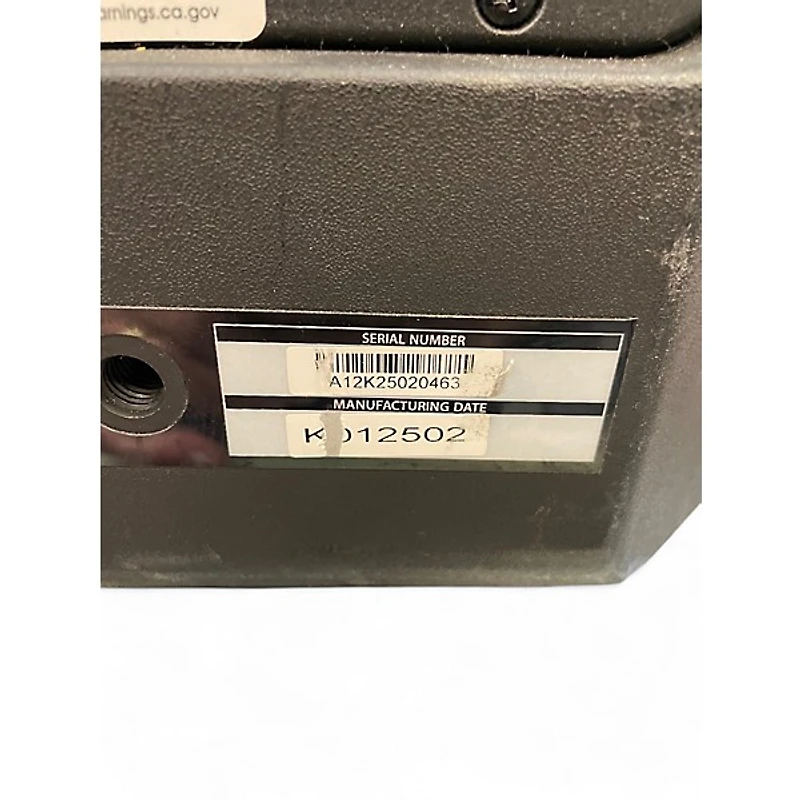 arnings.ca.gov
SERIAL NUMBER
A12K25020463
MANUFACTURING DATE
K012502